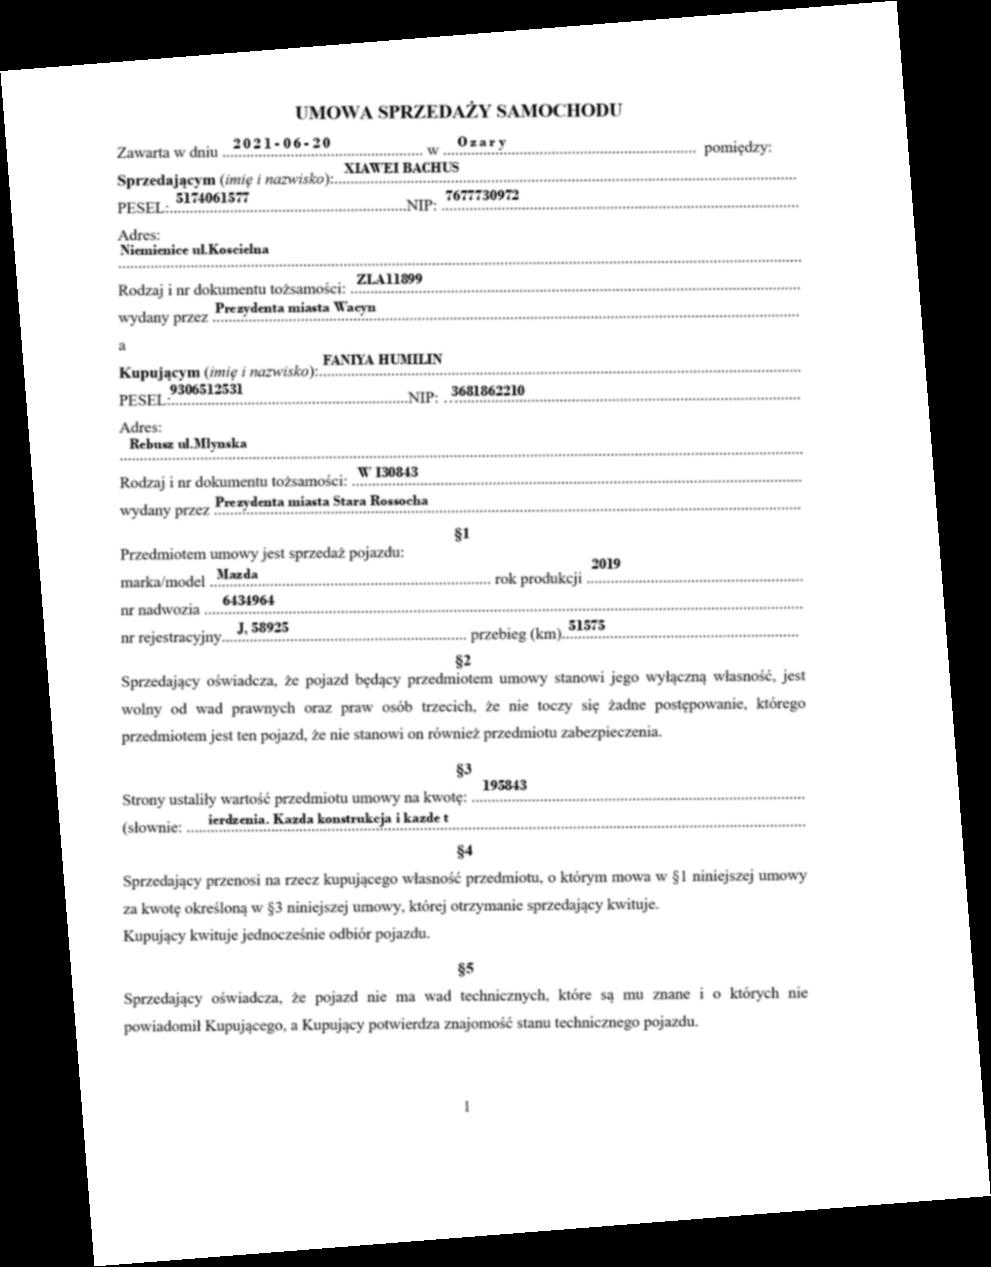 UMOWA SPRZEDAŻY SAMOCHODU
Zawarta w dniu 2021-06-20 w Ozary pomiędzy:
Sprzedającym (imię i nazwisko): XIAWEI BACHUS
PESEL: 5174061577 NIP: 7677730972
Adres:
Niemienice ul.Koscielna
Rodzaj i nr dokumentu tożsamości: ZLA11899
wydany przez Prezydenta miasta Wacyn
a
Kupującym (imię i nazwisko): FANIYA HUMILIN
PESEL: 9306512531 NIP: 3681862210
Adres:
Rebusz ul.Mlynska
Rodzaj i nr dokumentu tożsamości: W I30843
wydany przez Prezydenta miasta Stara Rossocha
§1
Przedmiotem umowy jest sprzedaż pojazdu:
marka/model Mazda rok produkcji 2019
nr nadwozia 6434964
nr rejestracyjny J, 58925 przebieg (km) 51575
§2
Sprzedający oświadcza, że pojazd będący przedmiotem umowy stanowi jego wyłączną własność, jest
wolny od wad prawnych oraz praw osób trzecich, że nie toczy się żadne postępowanie, którego
przedmiotem jest ten pojazd, że nie stanowi on również przedmiotu zabezpieczenia.
§3
Strony ustaliły wartość przedmiotu umowy na kwotę: 195843
(słownie: ierdzenia. Kazda konstrukcja i kazde t
§4
Sprzedający przenosi na rzecz kupującego własność przedmiotu, o którym mowa w §1 niniejszej umowy
za kwotę określoną w §3 niniejszej umowy, której otrzymanie sprzedający kwituje.
Kupujący kwituje jednocześnie odbiór pojazdu.
§5
Sprzedający oświadcza, że pojazd nie ma wad technicznych, które są mu znane i o których nie
powiadomił Kupującego, a Kupujący potwierdza znajomość stanu technicznego pojazdu.
1